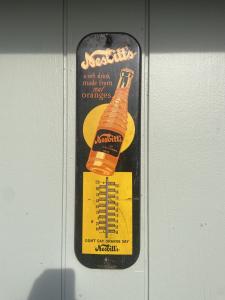 Nesbitt's
a soft drink
made from
real
oranges
Nesbitt's
DON'T SAY ORANGE SAY
Nesbitt's